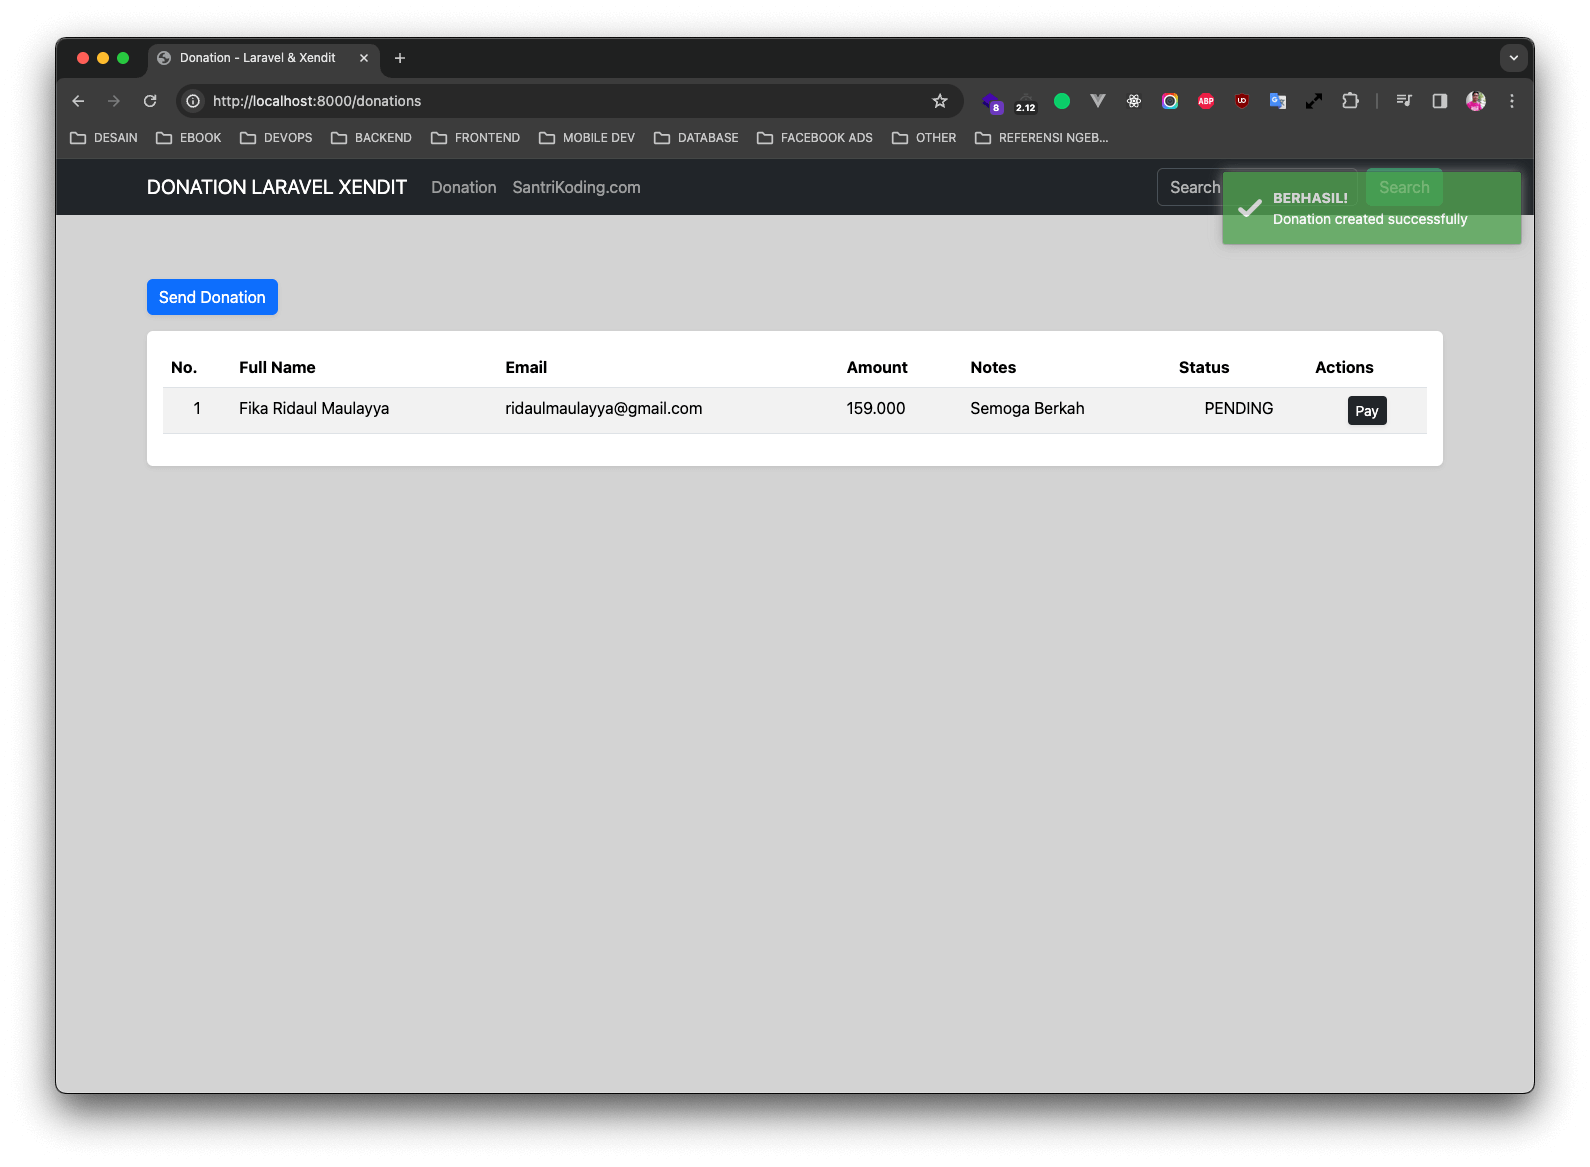 Donation - Laravel & Xendit
http://localhost:8000/donations
8
2.12
ABP
DESAIN EBOOK DEVOPS BACKEND FRONTEND MOBILE DEV DATABASE FACEBOOK ADS OTHER REFERENSI NGEB...
DONATION LARAVEL XENDIT Donation SantriKoding.com Search Search
BERHASIL!
Donation created successfully
Send Donation
No. Full Name Email Amount Notes Status Actions
1 Fika Ridaul Maulayya ridaulmaulayya@gmail.com 159.000 Semoga Berkah PENDING Pay